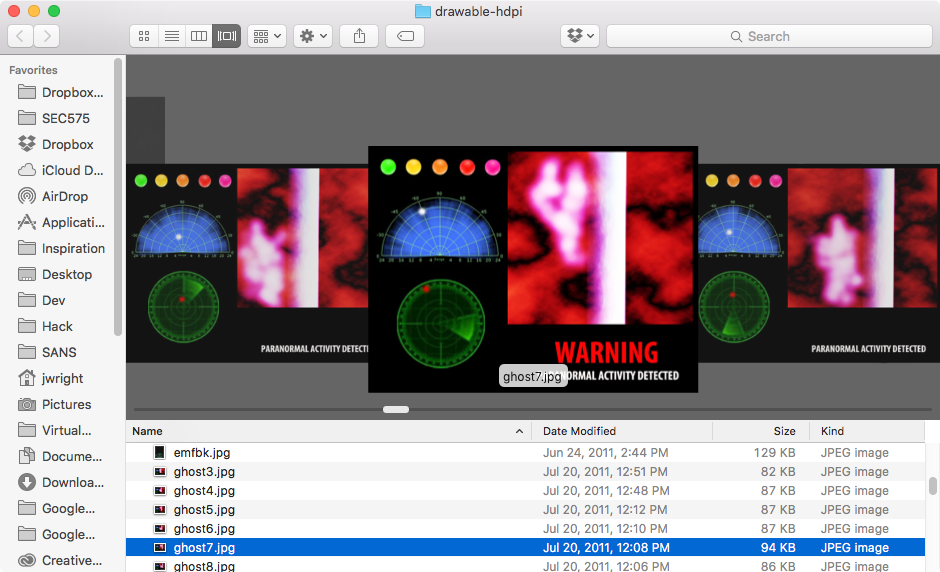 drawable-hdpi
Search
Favorites
Dropbox...
SEC575
Dropbox
iCloud D...
AirDrop
Applicati...
Inspiration
Desktop
Dev
Hack
SANS
jwright
Pictures
Virtual...
Docume...
Downloa...
Google...
Google...
Creative...
PARANORMAL ACTIVITY DETECT
WARNING
ORMAL ACTIVITY DETECTED
ghost7.jpg
PARANORMAL ACTIVITY DETECTED
Name Date Modified Size Kind
emfbk.jpg Jun 24, 2011, 2:44 PM 129 KB JPEG image
ghost3.jpg Jul 20, 2011, 12:51 PM 82 KB JPEG image
ghost4.jpg Jul 20, 2011, 12:48 PM 87 KB JPEG image
ghost5.jpg Jul 20, 2011, 12:12 PM 87 KB JPEG image
ghost6.jpg Jul 20, 2011, 12:10 PM 87 KB JPEG image
ghost7.jpg Jul 20, 2011, 12:08 PM 94 KB JPEG image
ghost8.jpg Jul 20, 2011, 12:06 PM 86 KB JPEG image